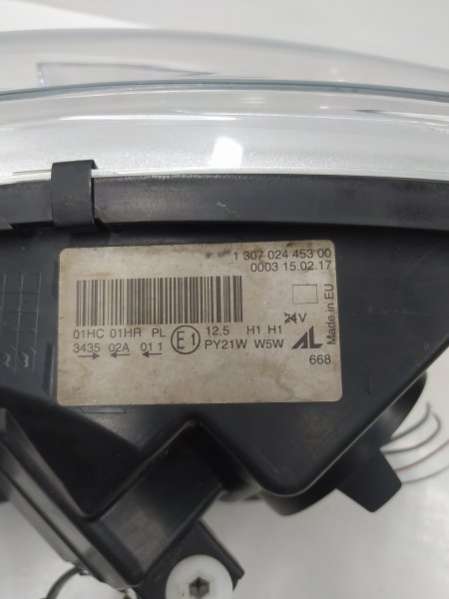 1 307 024 453 00
0003 15.02.17
01HC 01HR PL E1 12.5 H1 H1 24V AL Made in EU
3435 02A 01 1 PY21W W5W 668